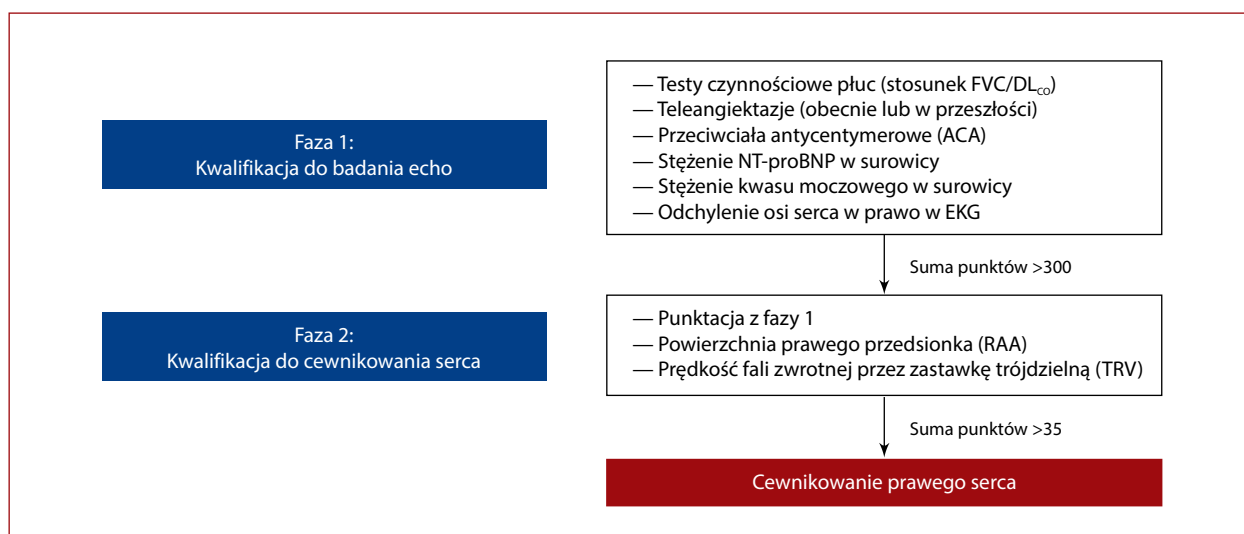 Faza 1:
Kwalifikacja do badania echo
— Testy czynnościowe płuc (stosunek FVC/DLCO)
— Teleangiektazje (obecnie lub w przeszłości)
— Przeciwciała antycentymerowe (ACA)
— Stężenie NT-proBNP w surowicy
— Stężenie kwasu moczowego w surowicy
— Odchylenie osi serca w prawo w EKG
Suma punktów >300
Faza 2:
Kwalifikacja do cewnikowania serca
— Punktacja z fazy 1
— Powierzchnia prawego przedsionka (RAA)
— Prędkość fali zwrotnej przez zastawkę trójdzielną (TRV)
Suma punktów >35
Cewnikowanie prawego serca